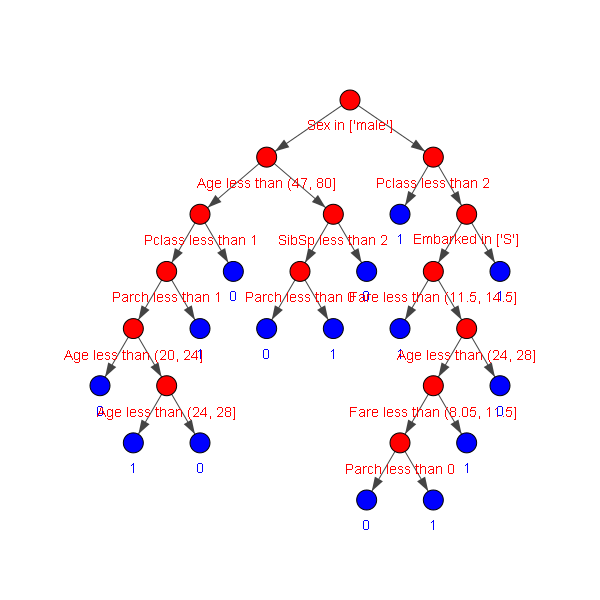 Sex in ['male']
Age less than (47, 80]
Pclass less than 2
Pclass less than 1
SibSp less than 2
1
Embarked in ['S']
Parch less than 1
0
Parch less than 0
0
Fare less than (11.5, 14.5]
1
Age less than (20, 24]
1
0
1
1
Age less than (24, 28]
0
Age less than (24, 28]
Fare less than (8.05, 11.5]
0
1
0
Parch less than 0
1
0
1